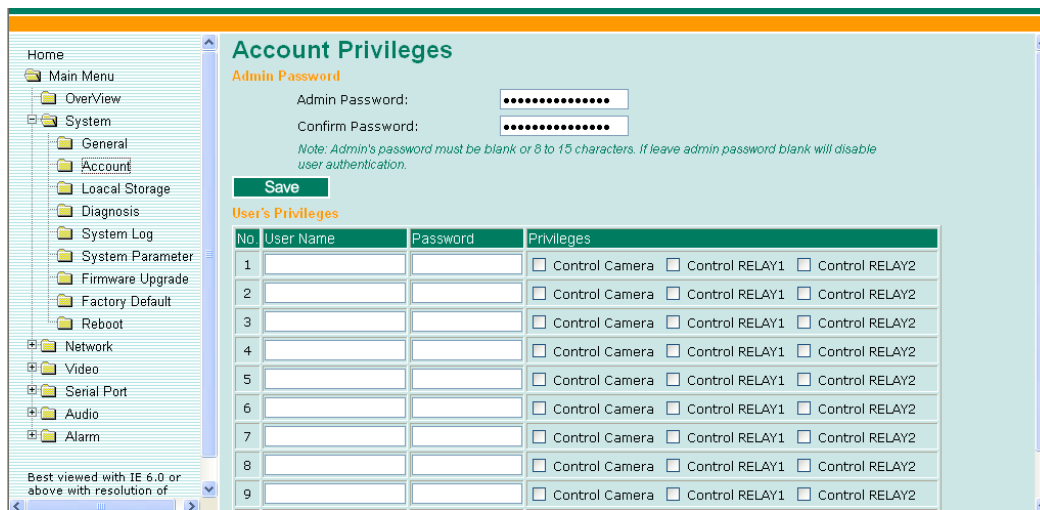 Home
Main Menu
OverView
System
General
Account
Loacal Storage
Diagnosis
System Log
System Parameter
Firmware Upgrade
Factory Default
Reboot
Network
Video
Serial Port
Audio
Alarm
Best viewed with IE 6.0 or
above with resolution of
Account Privileges
Admin Password
Admin Password: •••••••••••••••
Confirm Password: •••••••••••••••
Note: Admin's password must be blank or 8 to 15 characters. If leave admin password blank will disable
user authentication.
Save
User's Privileges
No. User Name Password Privileges
1 Control Camera Control RELAY1 Control RELAY2
2 Control Camera Control RELAY1 Control RELAY2
3 Control Camera Control RELAY1 Control RELAY2
4 Control Camera Control RELAY1 Control RELAY2
5 Control Camera Control RELAY1 Control RELAY2
6 Control Camera Control RELAY1 Control RELAY2
7 Control Camera Control RELAY1 Control RELAY2
8 Control Camera Control RELAY1 Control RELAY2
9 Control Camera Control RELAY1 Control RELAY2